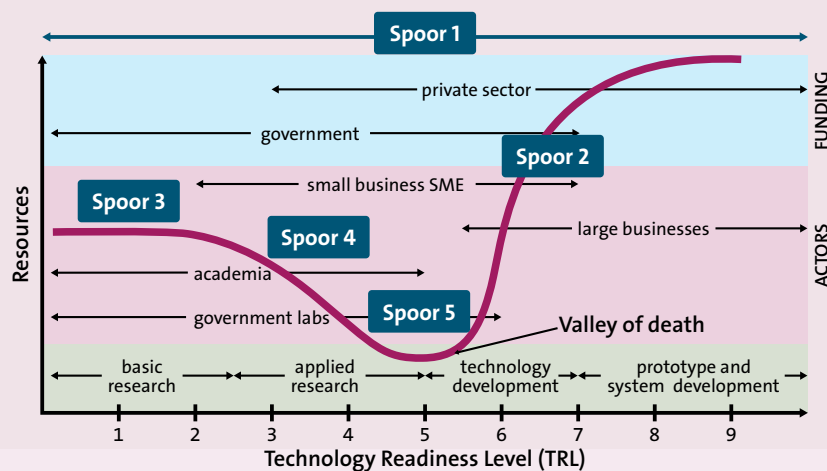 Spoor 1
private sector
FUNDING
government
Spoor 2
small business SME
Spoor 3
Resources
Spoor 4
large businesses
ACTORS
academia
government labs
Spoor 5
Valley of death
basic
research
applied
research
technology
development
prototype and
system development
1 2 3 4 5 6 7 8 9
Technology Readiness Level (TRL)